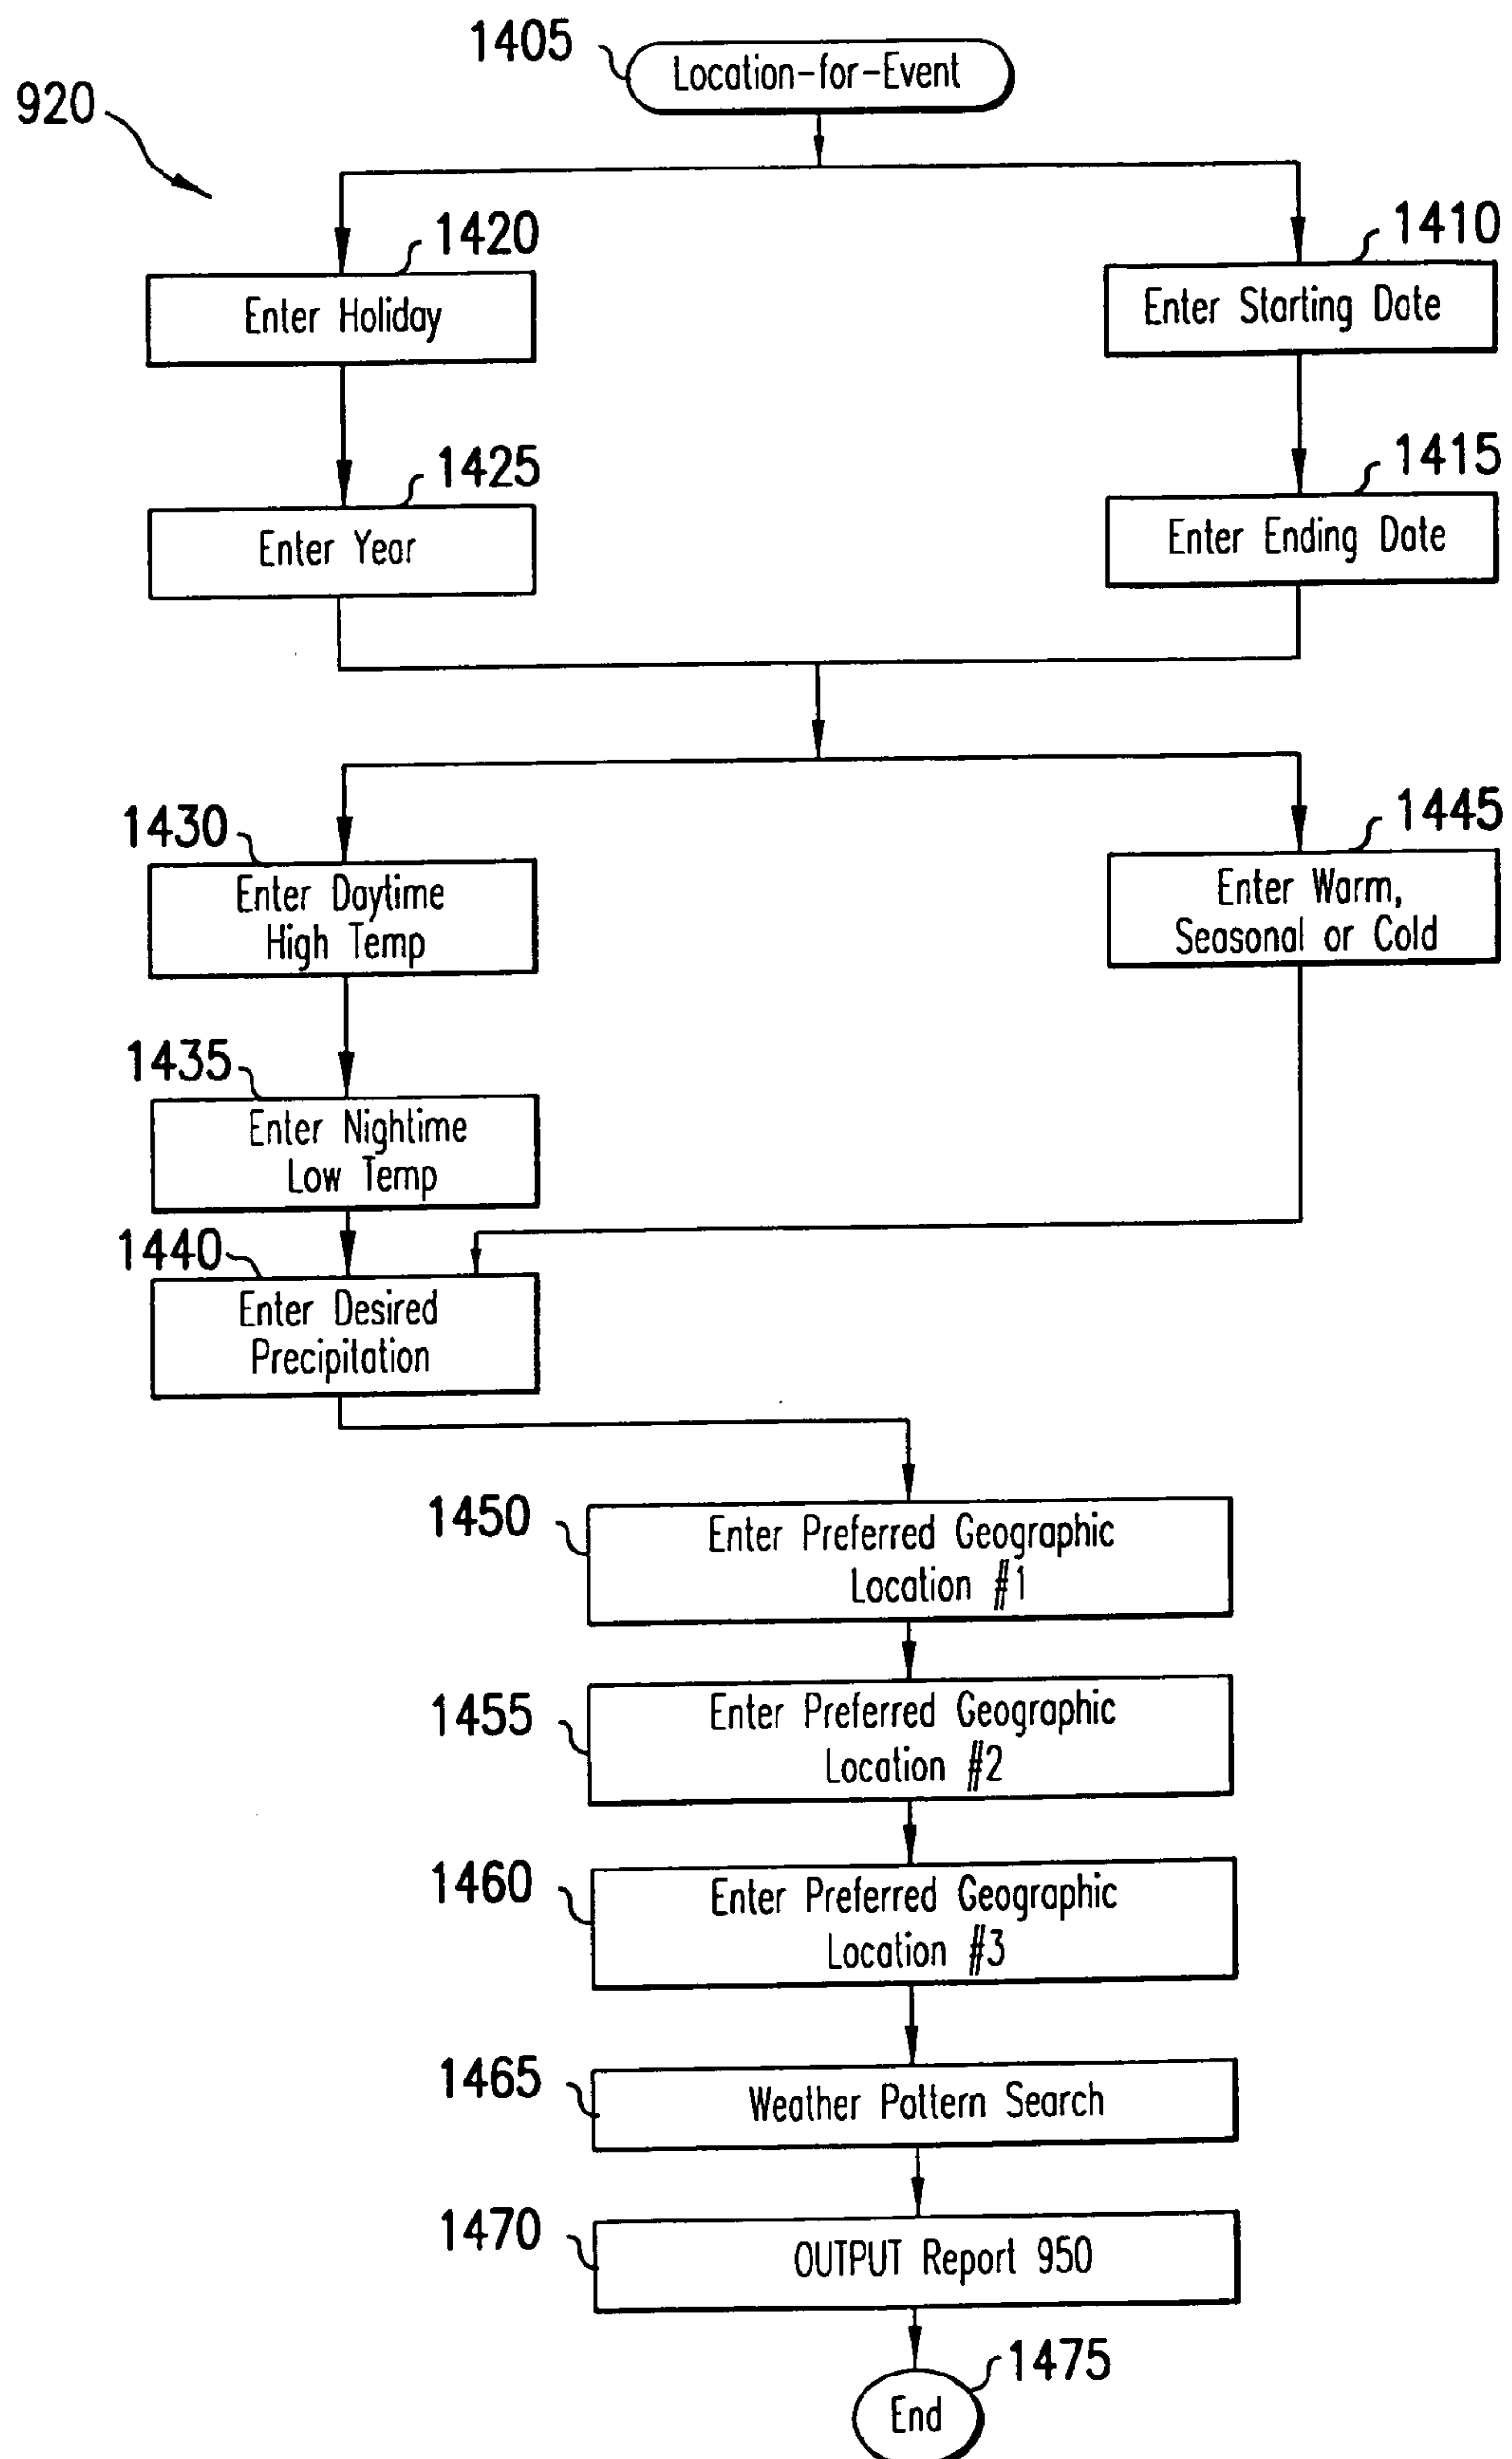 1405
Location-for-Event
920
1420
1410
Enter Holiday
Enter Starting Date
1425
1415
Enter Year
Enter Ending Date
1430
1445
Enter Daytime
High Temp
Enter Warm,
Seasonal or Cold
1435
Enter Nightime
Low Temp
1440
Enter Desired
Precipitation
1450
Enter Preferred Geographic
Location #1
1455
Enter Preferred Geographic
Location #2
1460
Enter Preferred Geographic
Location #3
1465
Weather Pattern Search
1470
OUTPUT Report 950
1475
End